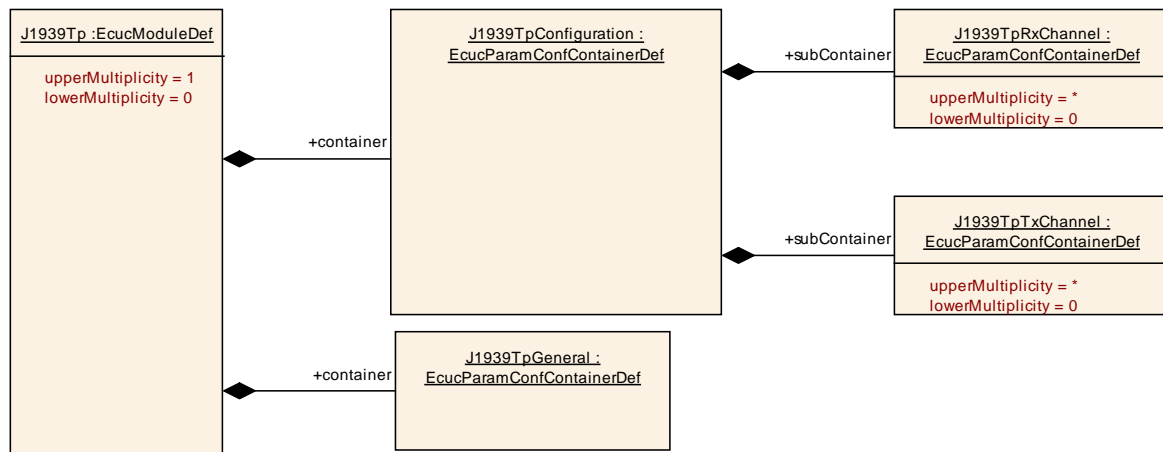 J1939Tp :EcucModuleDef
upperMultiplicity = 1
lowerMultiplicity = 0
+container
J1939TpConfiguration :
EcucParamConfContainerDef
+subContainer
J1939TpRxChannel :
EcucParamConfContainerDef
upperMultiplicity = *
lowerMultiplicity = 0
+subContainer
J1939TpTxChannel :
EcucParamConfContainerDef
upperMultiplicity = *
lowerMultiplicity = 0
+container
J1939TpGeneral :
EcucParamConfContainerDef